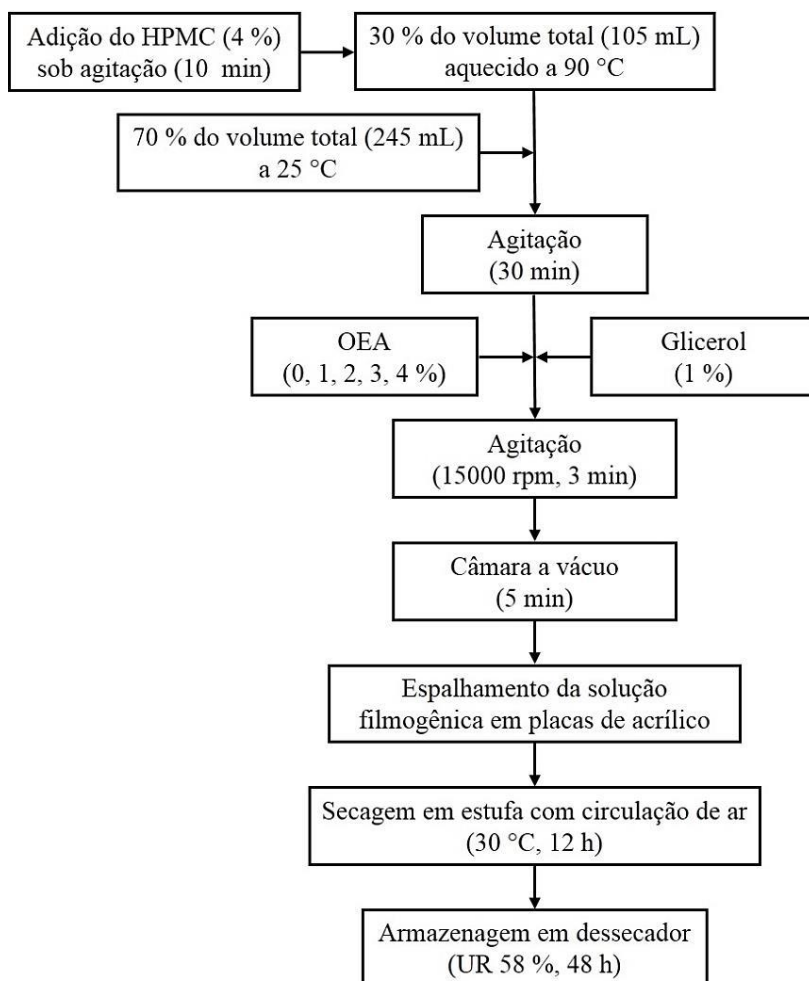 Adição do HPMC (4 %)
sob agitação (10  min)
30 % do volume total (105 mL)
aquecido a 90 °C
70 % do volume total (245 mL)
a 25 °C
Agitação
(30 min)
OEA
(0, 1, 2, 3, 4 %)
Glicerol
(1 %)
Agitação
(15000 rpm, 3 min)
Câmara a vácuo
(5 min)
Espalhamento da solução
filmogênica em placas de acrílico
Secagem em estufa com circulação de ar
(30 °C, 12 h)
Armazenagem em dessecador
(UR 58 %, 48 h)